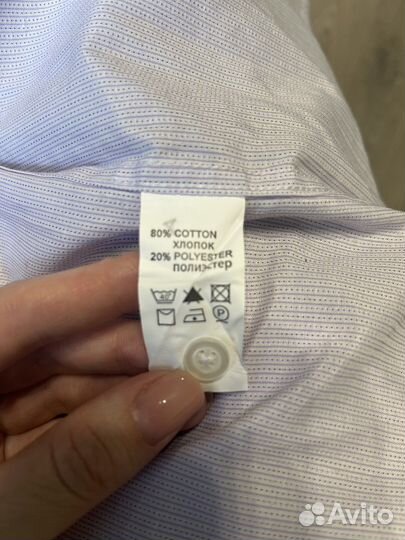 80% COTTON
ХЛОПОК
20% POLYESTER
ПОЛИЭСТЕР
40
P
Avito